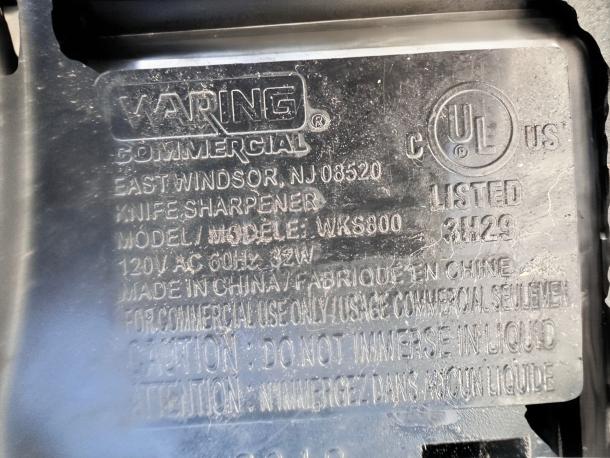 WARING®
COMMERCIAL
EAST WINDSOR, NJ 08520
KNIFE SHARPENER
MODEL / MODÈLE: WKS800
120V AC 60Hz 82W
MADE IN CHINA / FABRIQUÉ EN CHINE
FOR COMMERCIAL USE ONLY / USAGE COMMERCIAL SEULEMEN
CAUTION : DO NOT IMMERSE IN LIQUID
ATTENTION : N'IMMERGEZ DANS AUCUN LIQUIDE
C UL® US
LISTED
3H29